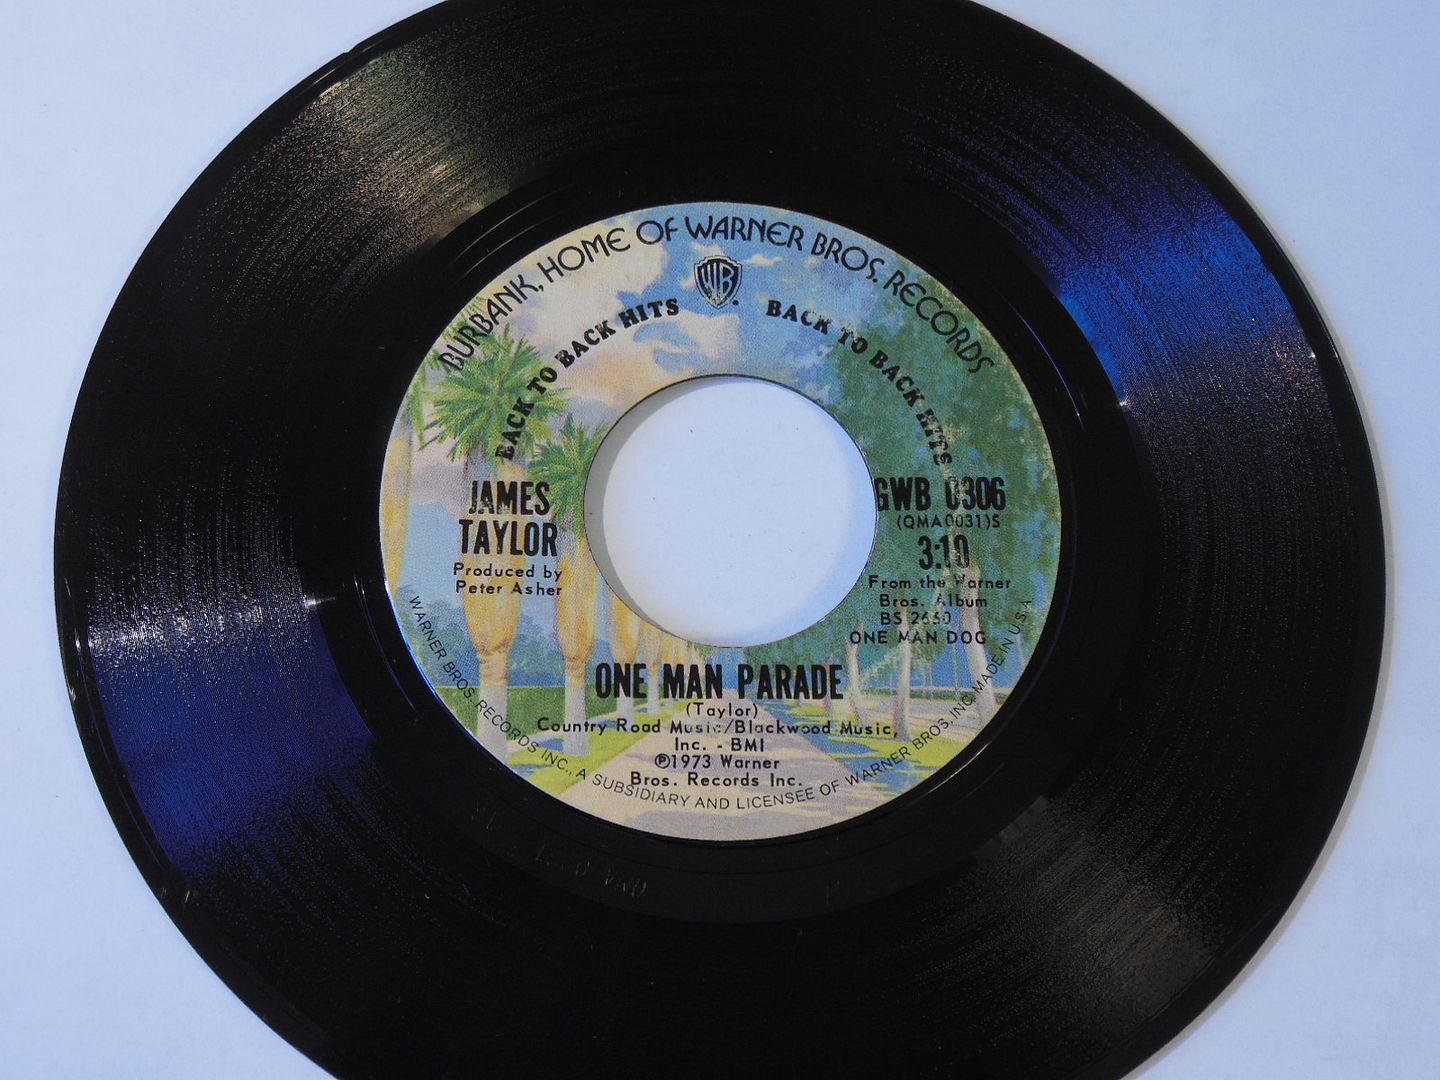 BURBANK, HOME OF WARNER BROS. RECORDS
WB
BACK TO BACK HITS
BACK TO BACK HITS
JAMES
TAYLOR
Produced by
Peter Asher
GWB 0306
(QMA0031)S
3:10
From the Warner
Bros. Album
BS 2660
ONE MAN DOG
ONE MAN PARADE
(Taylor)
Country Road Music/Blackwood Music,
Inc. - BMI
℗1973 Warner
Bros. Records Inc.
WARNER BROS. RECORDS INC., A SUBSIDIARY AND LICENSEE OF WARNER BROS., INC. MADE IN U.S.A.